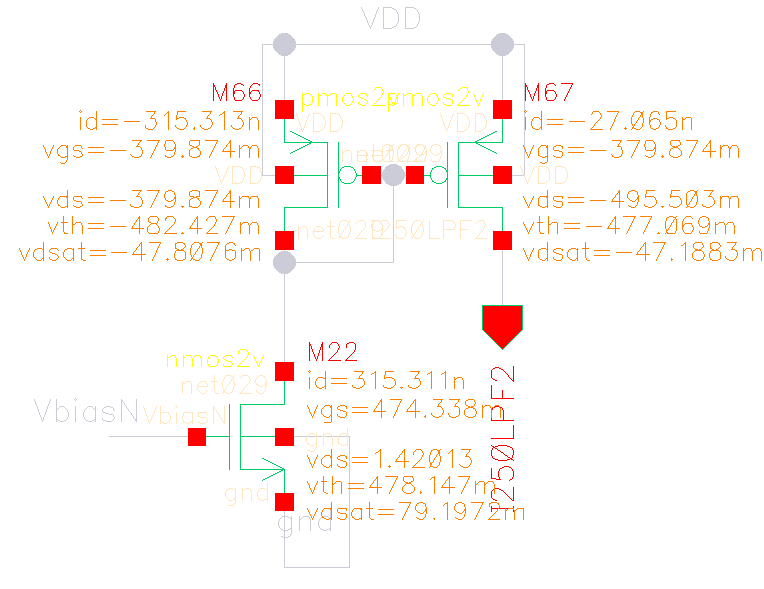 VDD
M66
pmos2v
pmos2v
M67
id=-315.313n
VDD
VDD
id=-27.065n
vgs=-379.874m
net029
vgs=-379.874m
VDD
VDD
vds=-379.874m
vds=-495.503m
vth=-482.427m
net029
I250LPF2
vth=-477.069m
vdsat=-47.8076m
vdsat=-47.1883m
nmos2v
M22
net029
id=315.311n
VbiasN
VbiasN
vgs=474.338m
gnd
vds=1.42013
gnd
vth=478.147m
gnd
vdsat=79.1972m
I250LPF2